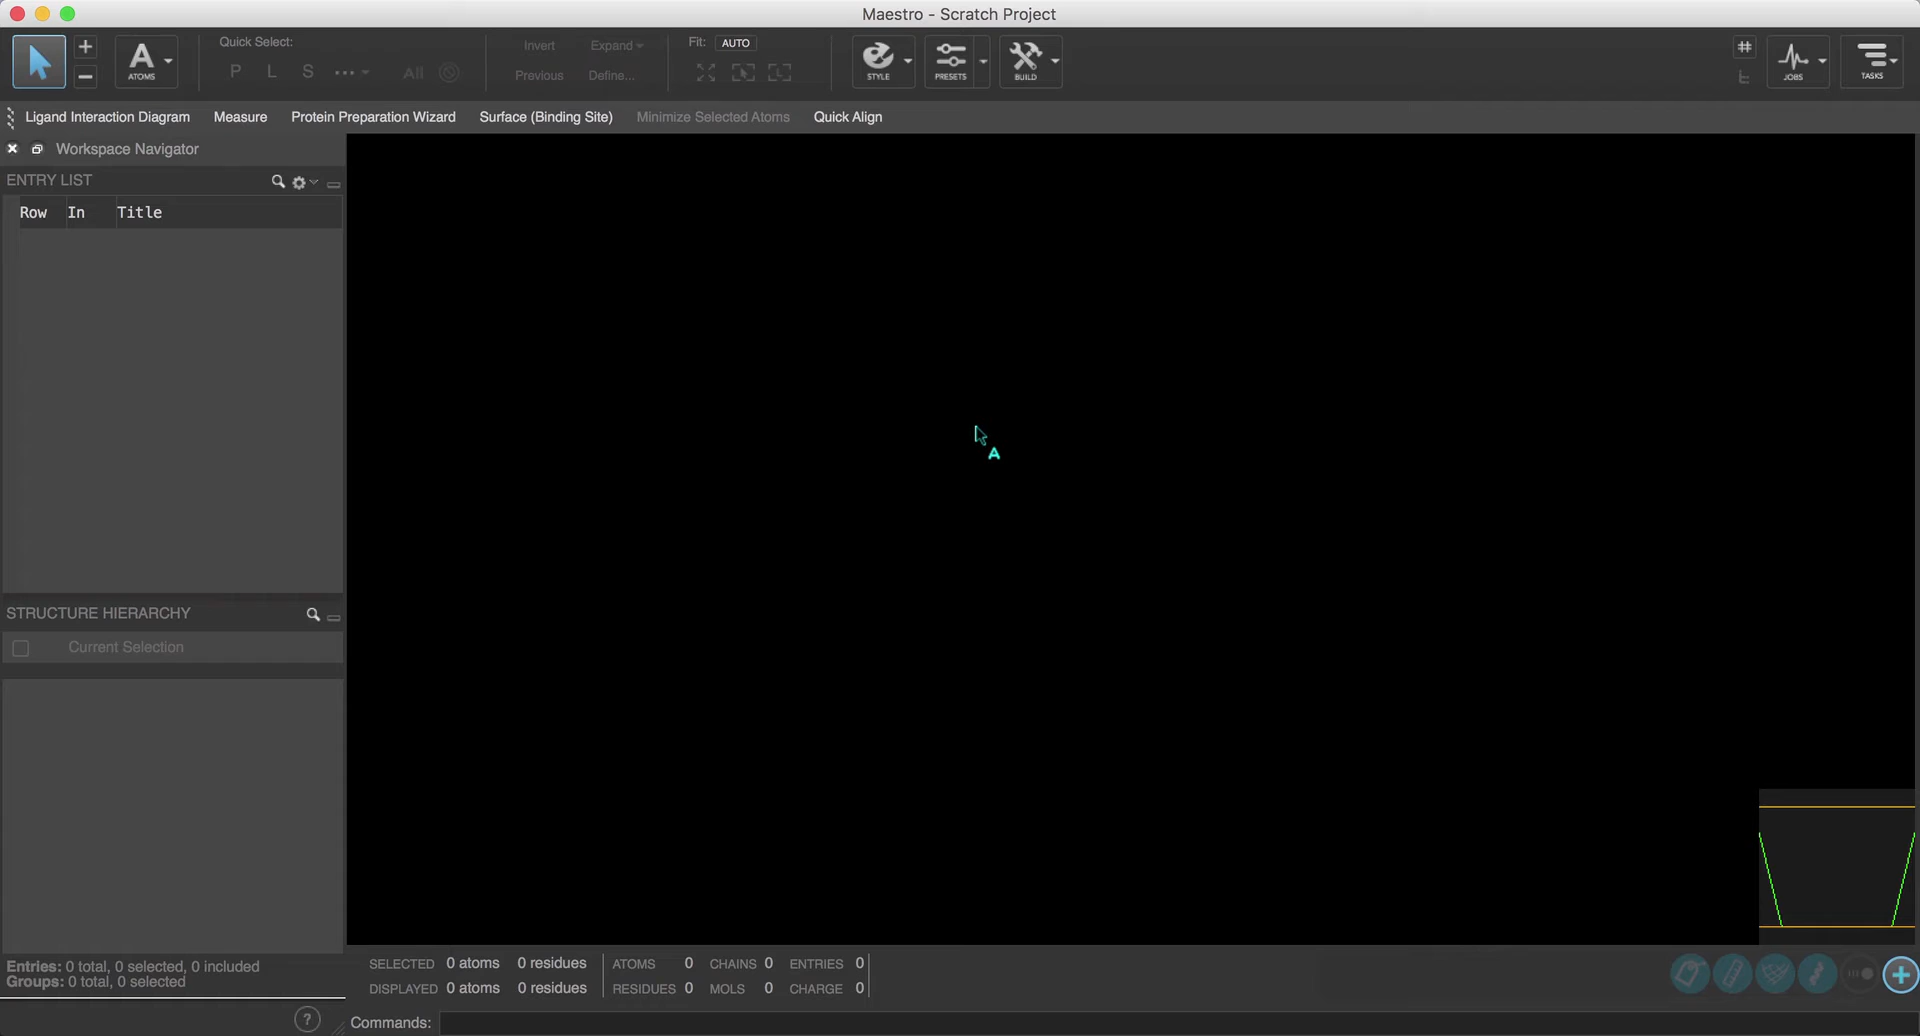 Maestro - Scratch Project
A
ATOMS
Quick Select:
P L S ... All
Invert Expand
Previous Define...
Fit: AUTO
STYLE
PRESETS
BUILD
JOBS
TASKS
Ligand Interaction Diagram Measure Protein Preparation Wizard Surface (Binding Site) Minimize Selected Atoms Quick Align
Workspace Navigator
ENTRY LIST
Row In Title
A
STRUCTURE HIERARCHY
Current Selection
Entries: 0 total, 0 selected, 0 included
Groups: 0 total, 0 selected
SELECTED 0 atoms 0 residues ATOMS 0 CHAINS 0 ENTRIES 0
DISPLAYED 0 atoms 0 residues RESIDUES 0 MOLS 0 CHARGE 0
?
Commands: